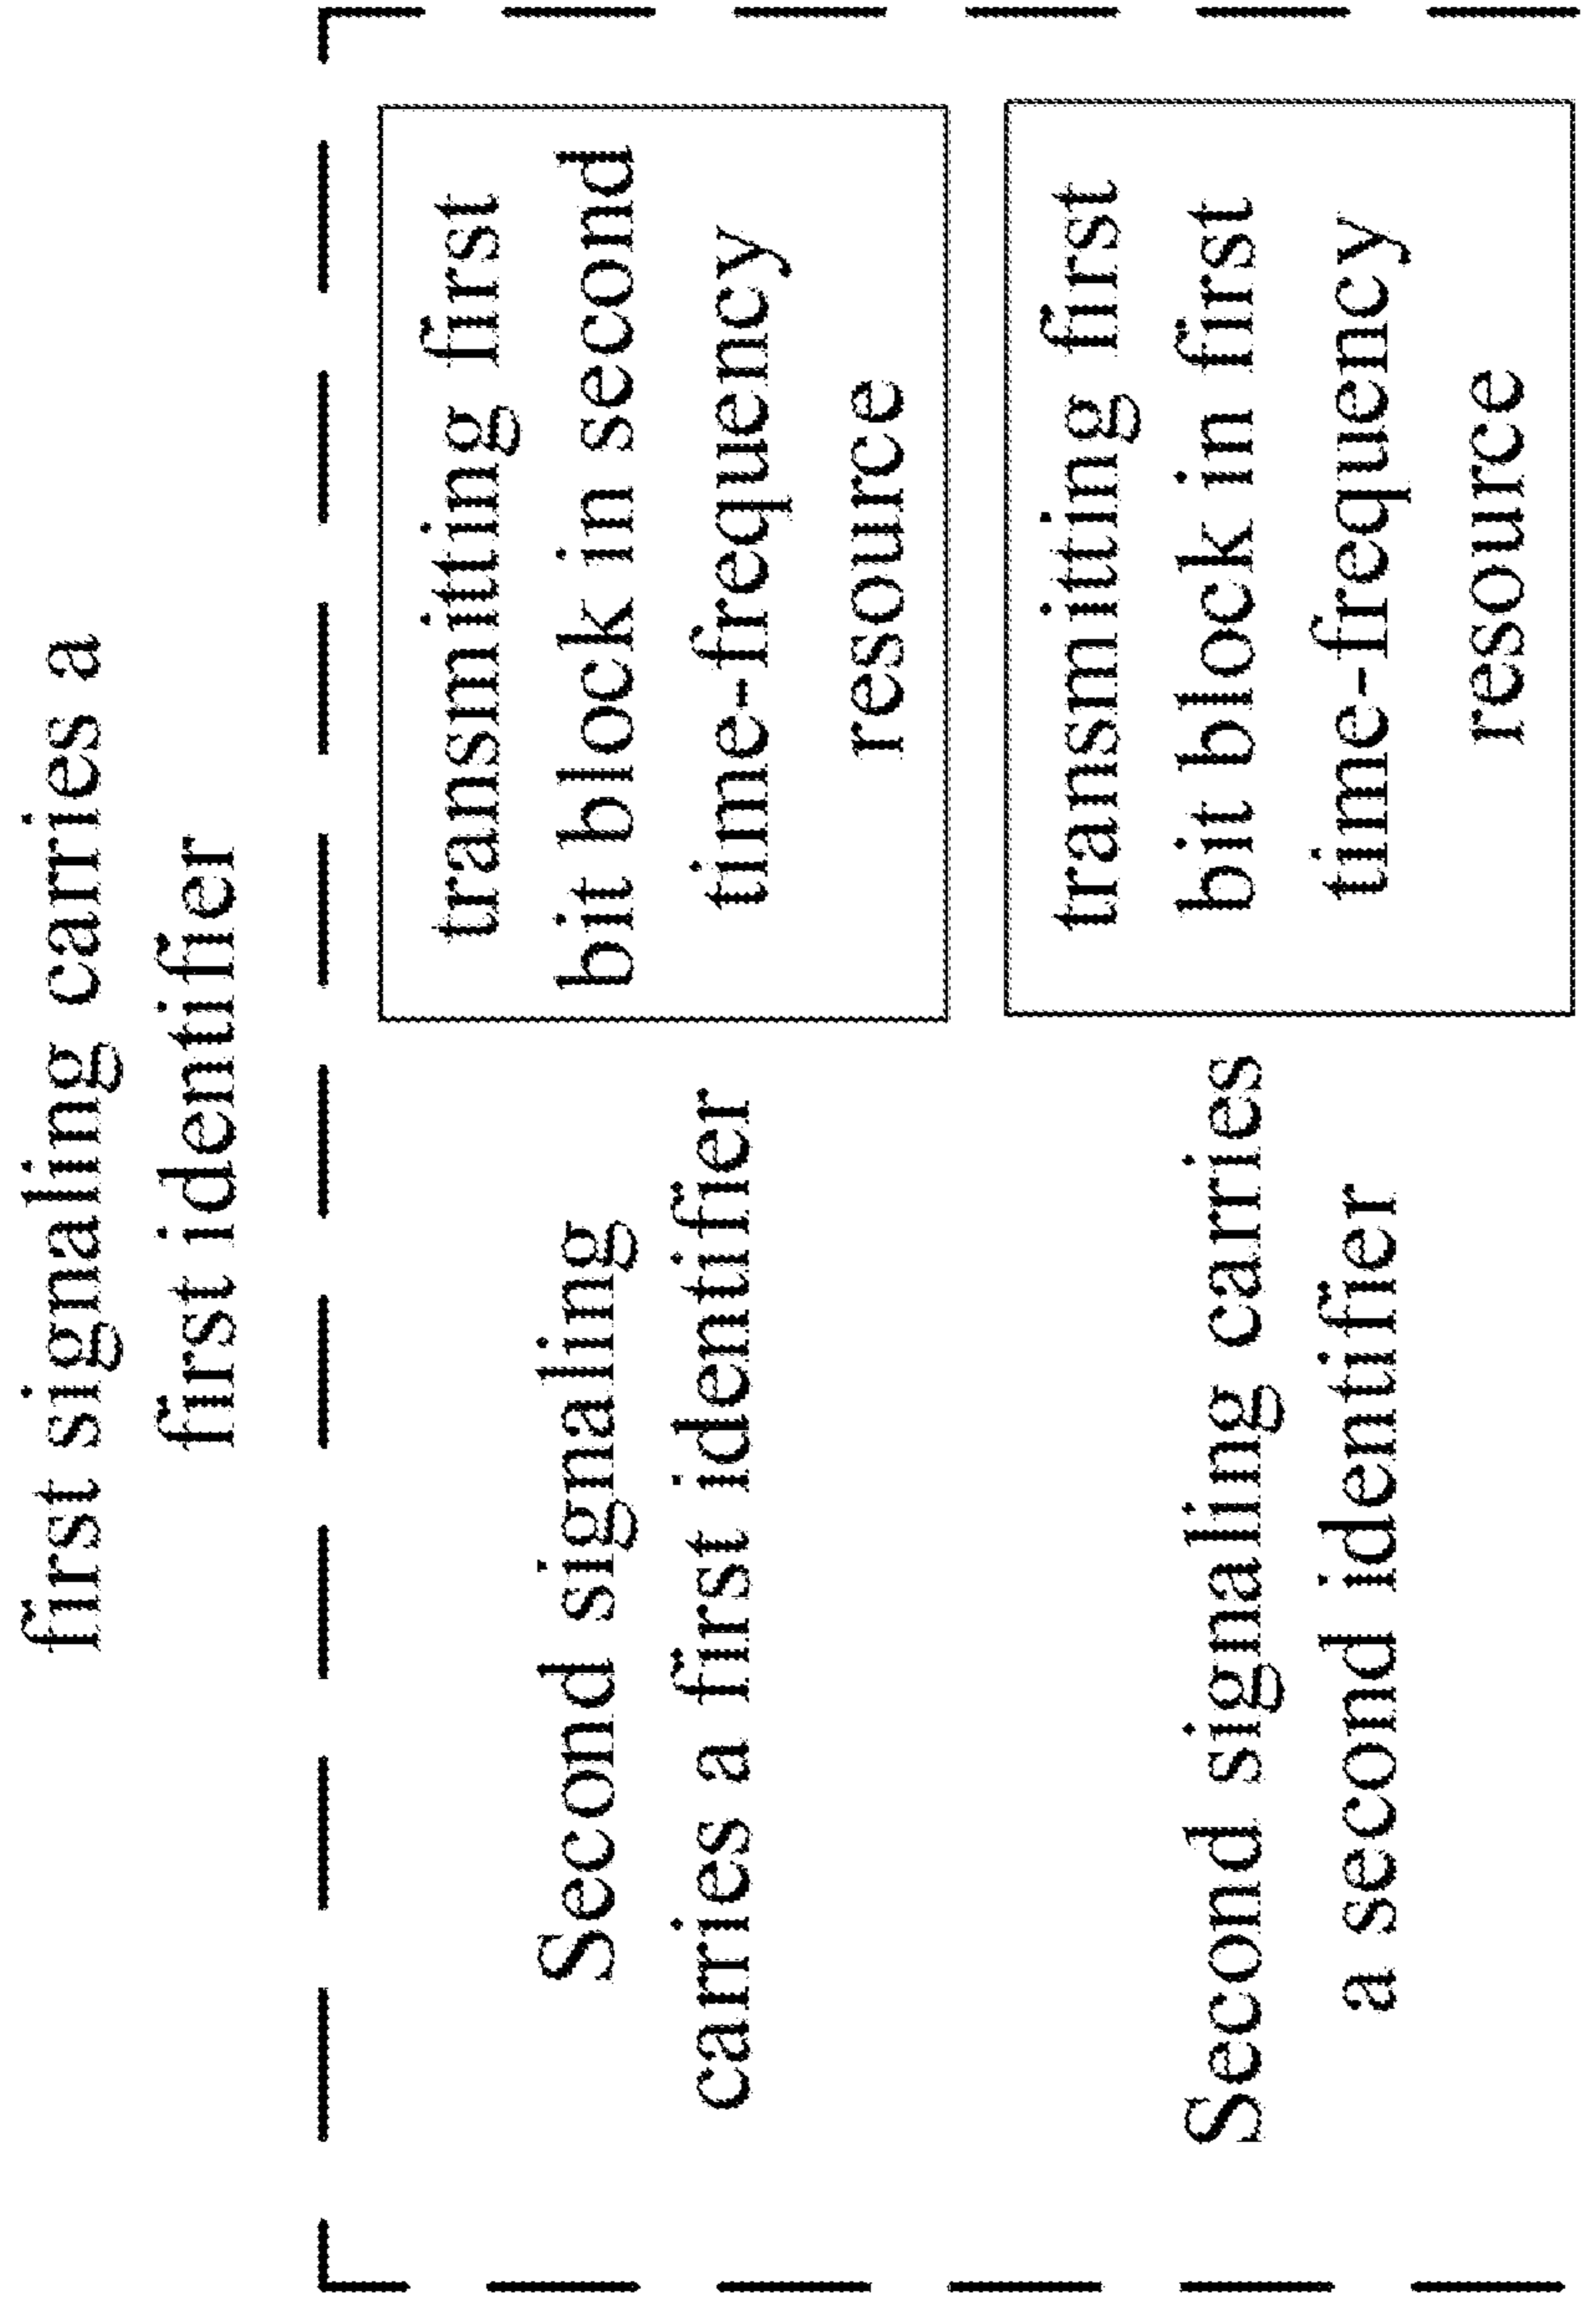 first signaling carries a
first identifier
Second signaling
carries a first identifier
transmitting first
bit block in second
time-frequency
resource
Second signaling carries
a second identifier
transmitting first
bit block in first
time-frequency
resource